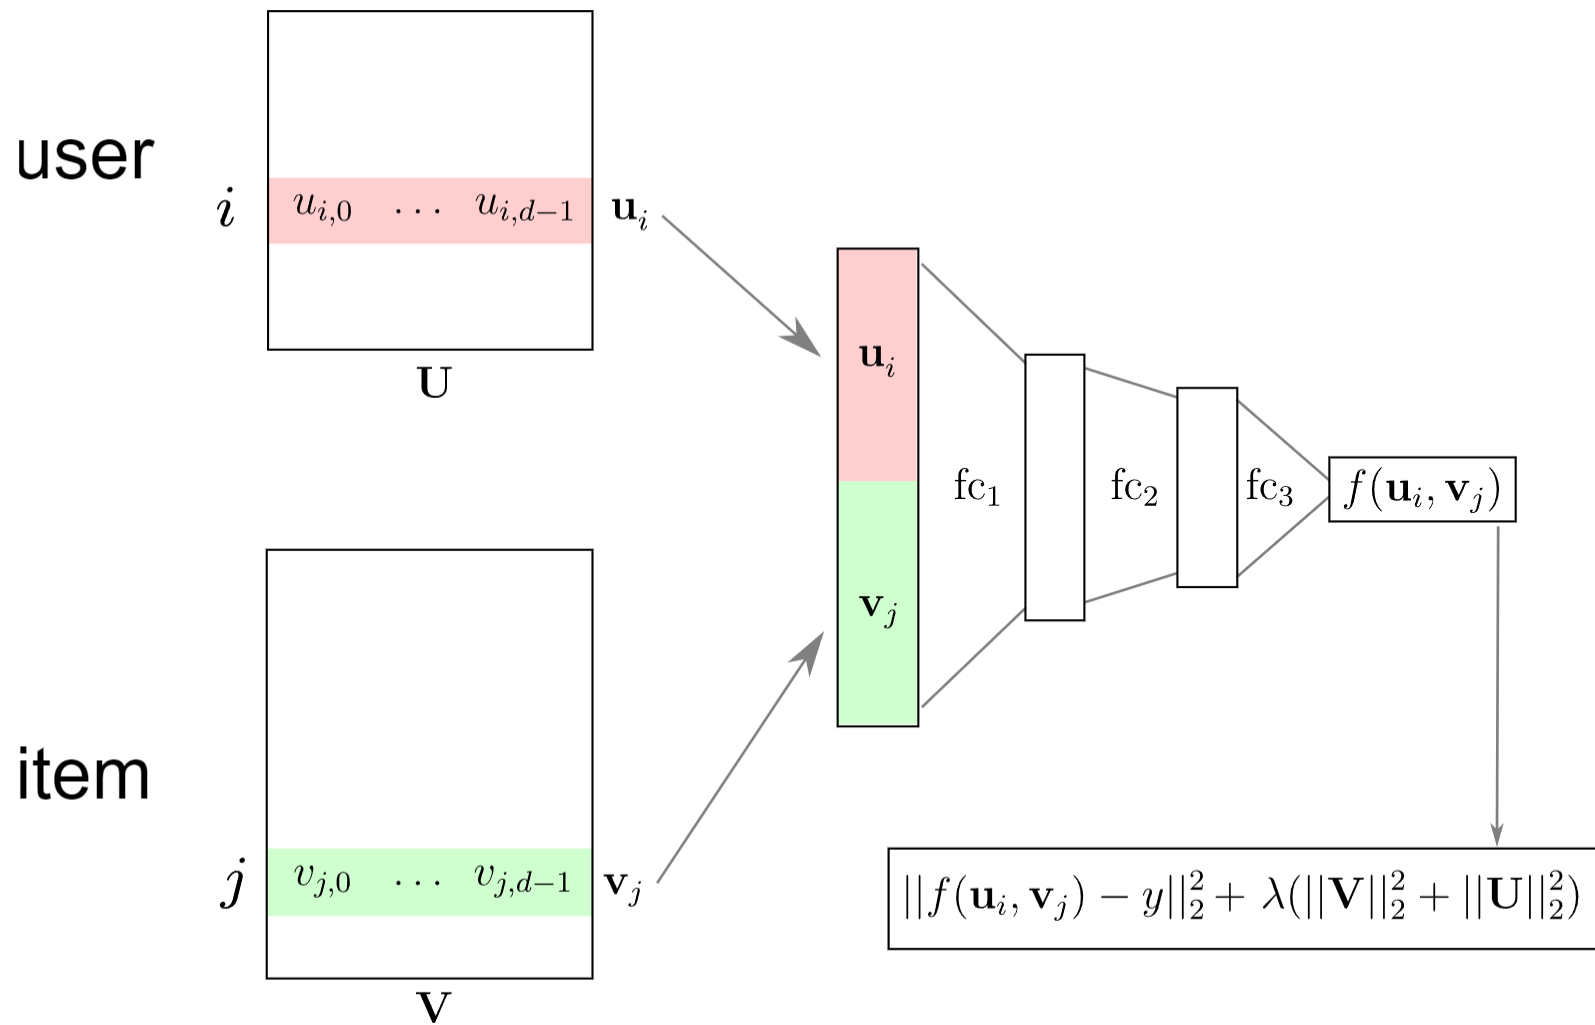 user
i
u_{i,0} … u_{i,d−1}
𝐮_i
𝐔
item
j
v_{j,0} … v_{j,d−1}
𝐯_j
𝐕
𝐮_i
𝐯_j
fc_1
fc_2
fc_3
f(𝐮_i, 𝐯_j)
||f(𝐮_i, 𝐯_j) − y||_2^2 + λ(||𝐕||_2^2 + ||𝐔||_2^2)